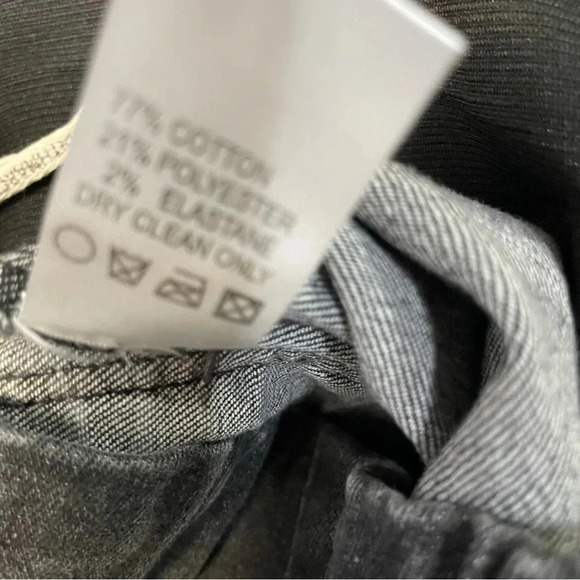 77% COTTON
21% POLYESTER
2% ELASTANE
DRY CLEAN ONLY